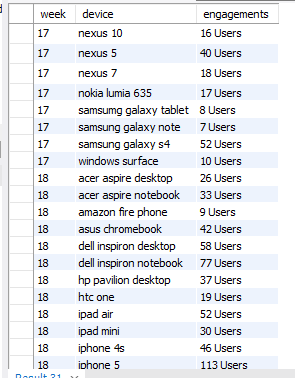 week device engagements
17 nexus 10 16 Users
17 nexus 5 40 Users
17 nexus 7 18 Users
17 nokia lumia 635 17 Users
17 samsumg galaxy tablet 8 Users
17 samsung galaxy note 7 Users
17 samsung galaxy s4 52 Users
17 windows surface 10 Users
18 acer aspire desktop 26 Users
18 acer aspire notebook 33 Users
18 amazon fire phone 9 Users
18 asus chromebook 42 Users
18 dell inspiron desktop 58 Users
18 dell inspiron notebook 77 Users
18 hp pavilion desktop 37 Users
18 htc one 19 Users
18 ipad air 52 Users
18 ipad mini 30 Users
18 iphone 4s 46 Users
18 iphone 5 113 Users
Result 31